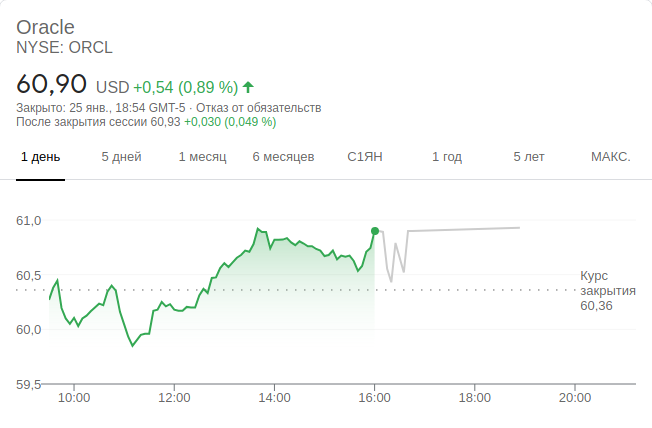 Oracle
NYSE: ORCL
60,90 USD +0,54 (0,89 %)
Закрыто: 25 янв., 18:54 GMT-5 · Отказ от обязательств
После закрытия сессии 60,93 +0,030 (0,049 %)
1 день 5 дней 1 месяц 6 месяцев С1ЯН 1 год 5 лет МАКС.
61,0
60,5
Курс
закрытия
60,36
60,0
59,5
10:00 12:00 14:00 16:00 18:00 20:00